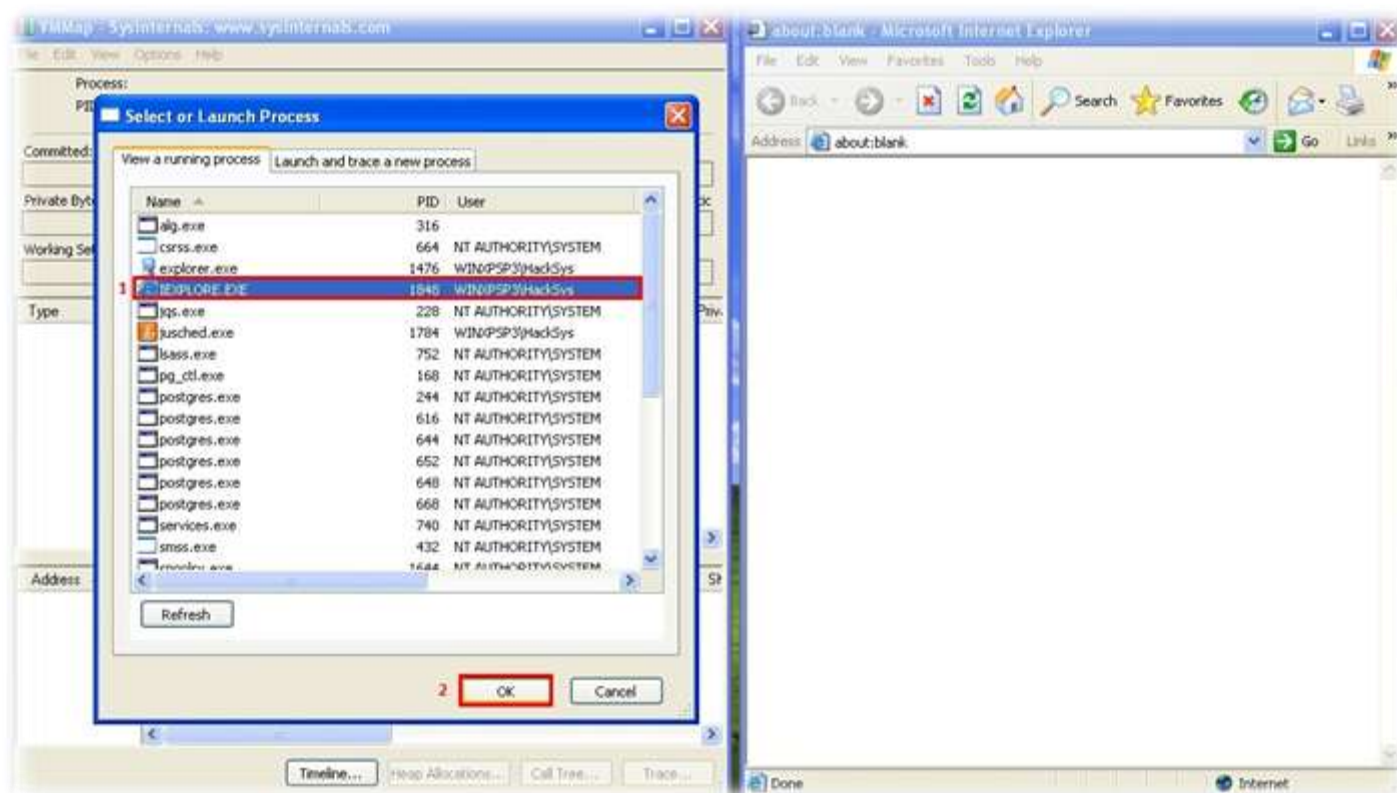 VMMap - Sysinternals: www.sysinternals.com
Edit View Options Help
Process:
Select or Launch Process
View a running process Launch and trace a new process
Committed:
Private Byt
Working Se
Name PID User
alg.exe 316
csrss.exe 664 NT AUTHORITY\SYSTEM
explorer.exe 1476 WINXPSP3\HackSys
1 IEXPLORE.EXE 1848 WINXPSP3\HackSys
jqs.exe 228 NT AUTHORITY\SYSTEM
jusched.exe 1784 WINXPSP3\HackSys
lsass.exe 752 NT AUTHORITY\SYSTEM
pg_ctl.exe 168 NT AUTHORITY\SYSTEM
postgres.exe 244 NT AUTHORITY\SYSTEM
postgres.exe 616 NT AUTHORITY\SYSTEM
postgres.exe 644 NT AUTHORITY\SYSTEM
postgres.exe 652 NT AUTHORITY\SYSTEM
postgres.exe 648 NT AUTHORITY\SYSTEM
postgres.exe 668 NT AUTHORITY\SYSTEM
services.exe 740 NT AUTHORITY\SYSTEM
smss.exe 432 NT AUTHORITY\SYSTEM
1644 NT AUTHORITY\SYSTEM
Type Priv
Address
Refresh
2 OK Cancel
Timeline... Heap Allocations... Call Tree... Trace...
about:blank - Microsoft Internet Explorer
File Edit View Favorites Tools Help
Back Search Favorites
Address about:blank Go Links
Done Internet